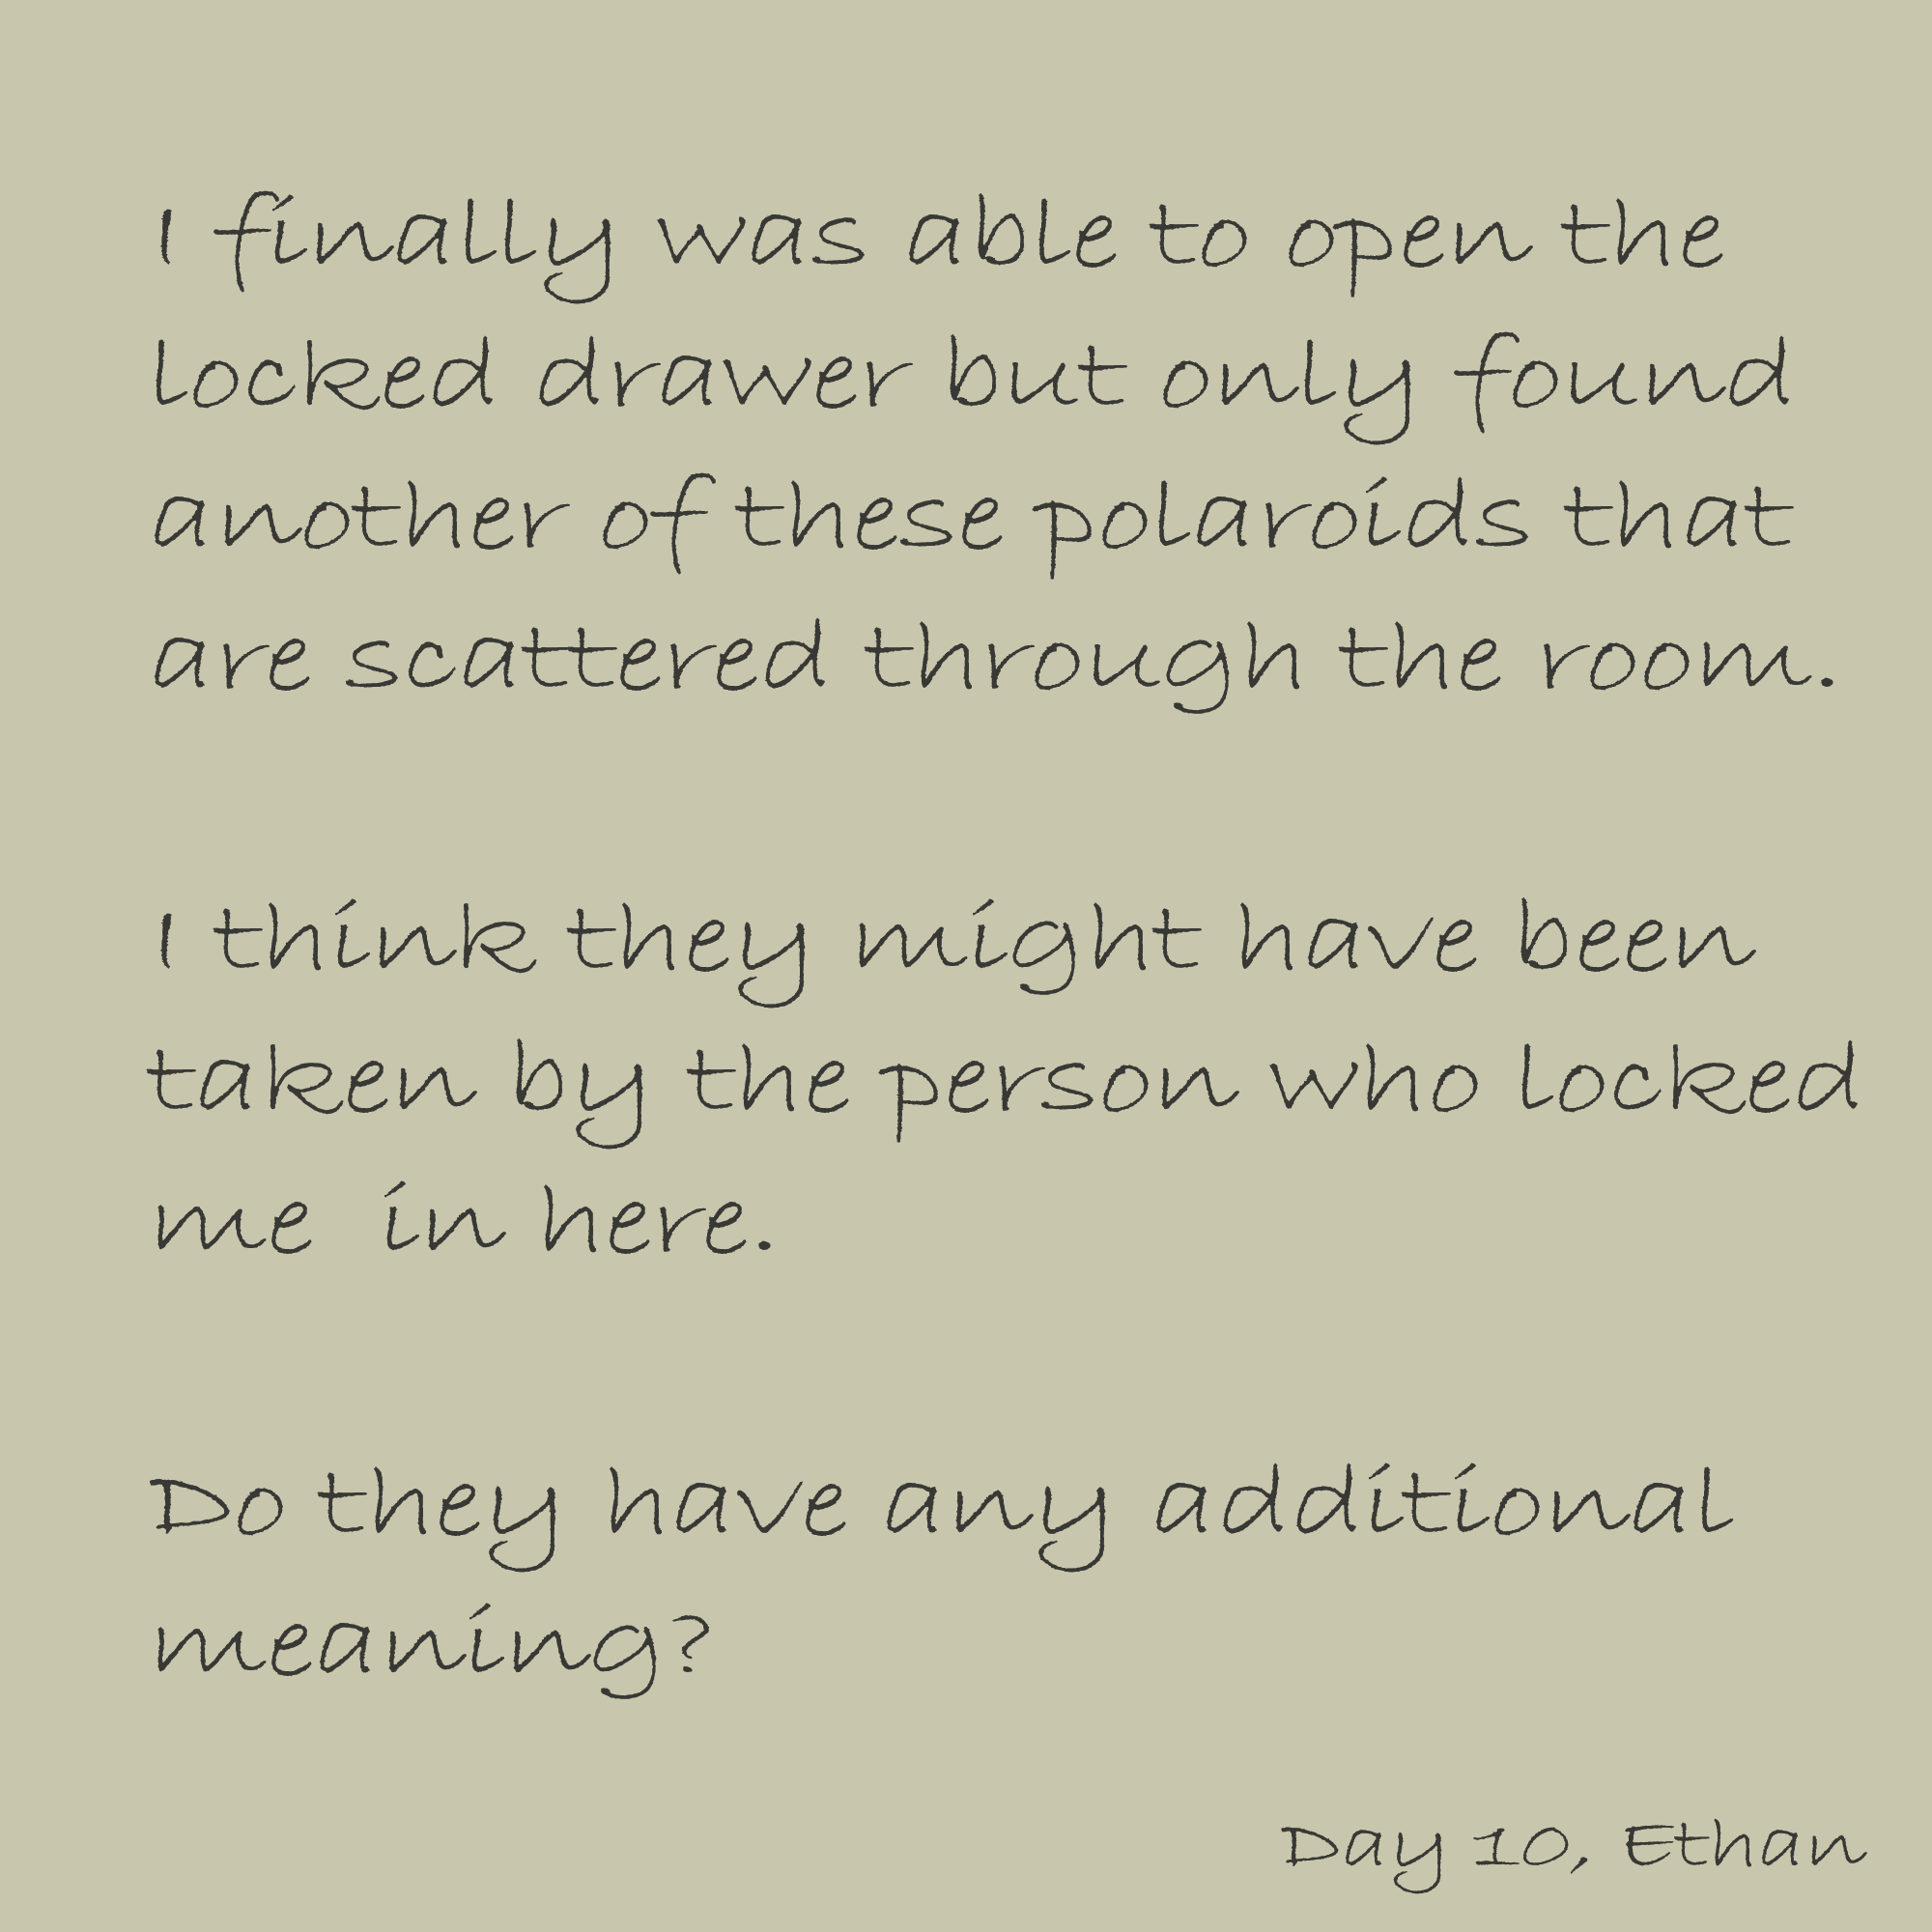 I finally was able to open the
locked drawer but only found
another of these polaroids that
are scattered through the room.
I think they might have been
taken by the person who locked
me in here.
Do they have any additional
meaning?
Day 10, Ethan